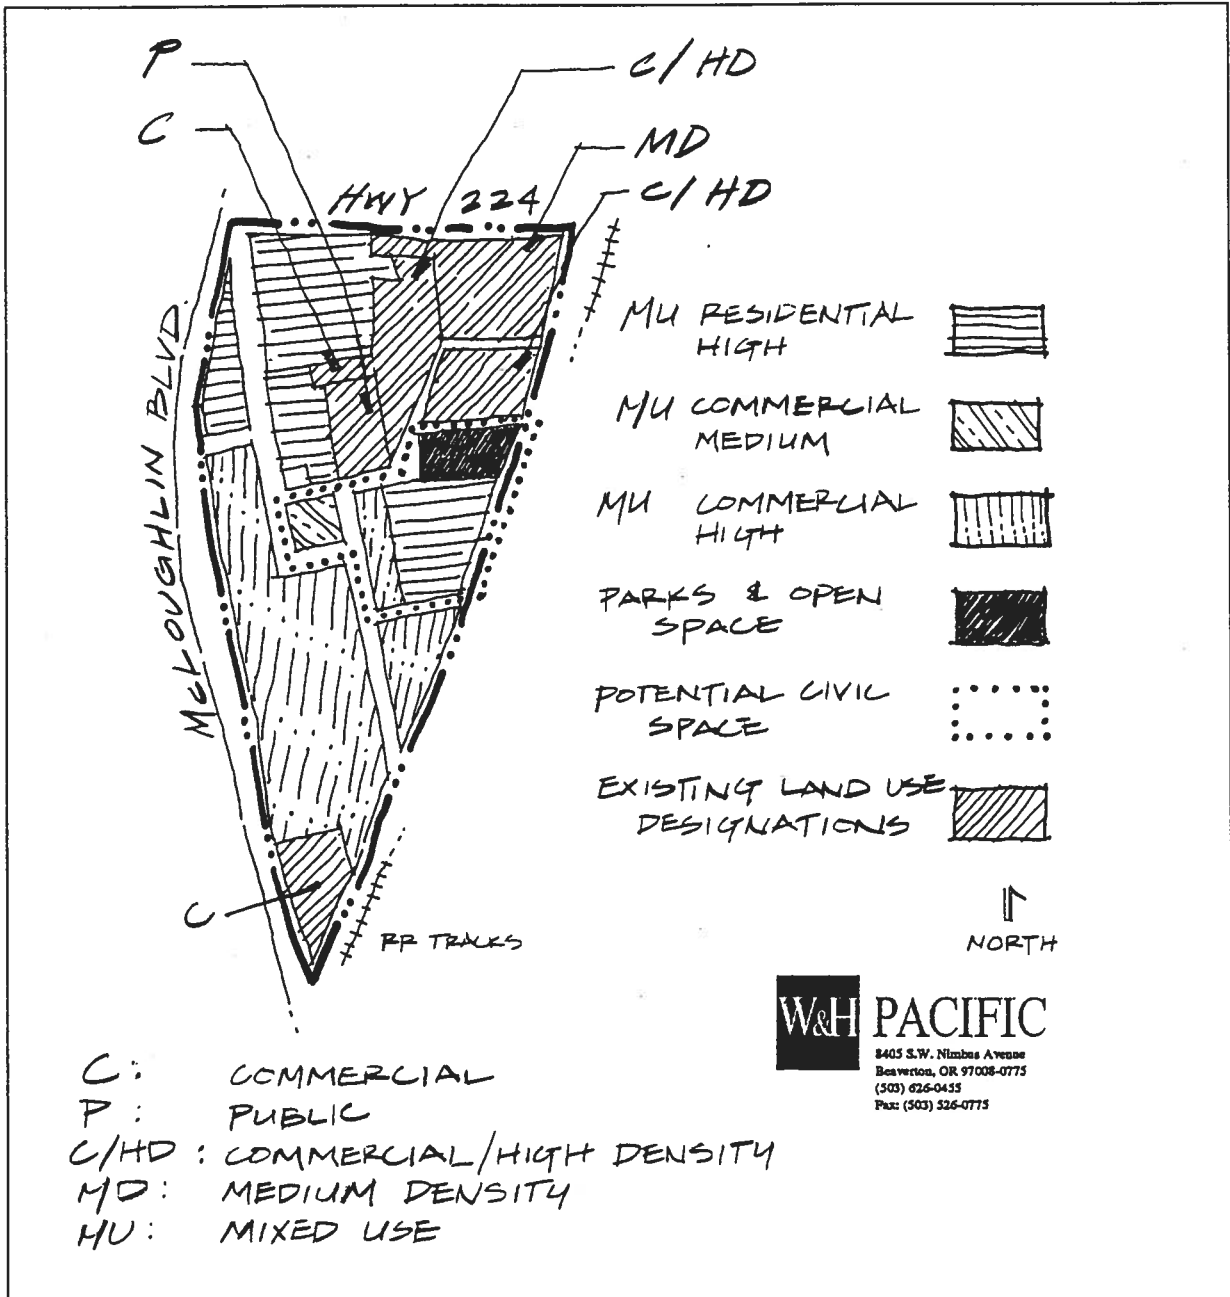 P
C/HD
C
MD
HWY 224
C/HD
MU RESIDENTIAL
HIGH
MCLOUGHLIN BLVD
MU COMMERCIAL
MEDIUM
MU COMMERCIAL
HIGH
PARKS & OPEN
SPACE
POTENTIAL CIVIC
SPACE
EXISTING LAND USE
DESIGNATIONS
C
RR TRACKS
NORTH
W&H PACIFIC
8405 S.W. Nimbus Avenue
Beaverton, OR 97008-0775
(503) 626-0455
Fax: (503) 526-0775
C: COMMERCIAL
P: PUBLIC
C/HD: COMMERCIAL/HIGH DENSITY
MD: MEDIUM DENSITY
MU: MIXED USE